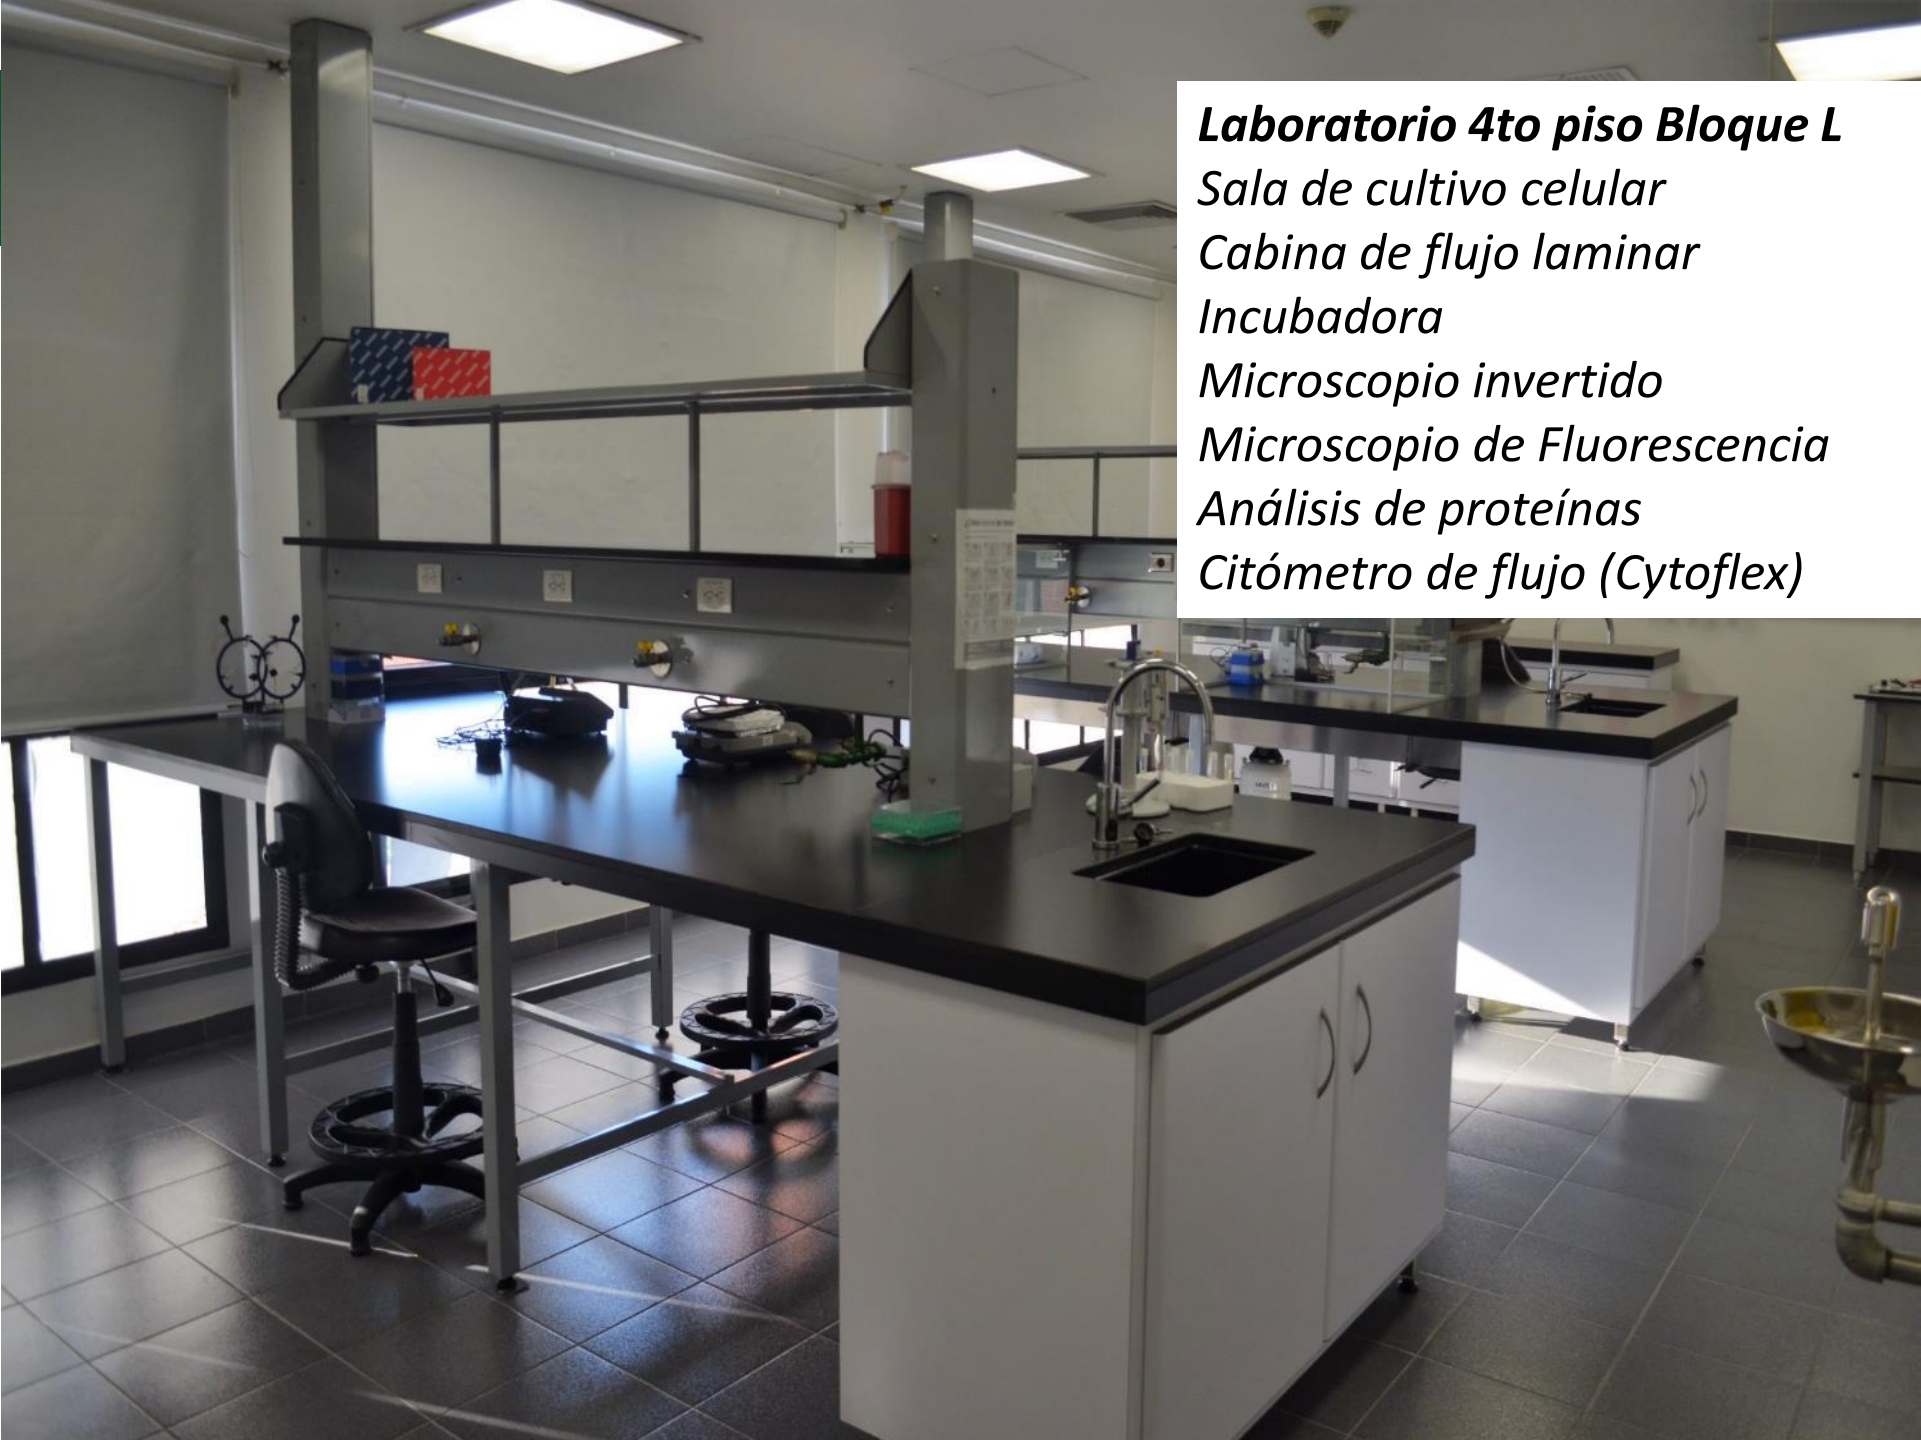 Laboratorio 4to piso Bloque L
Sala de cultivo celular
Cabina de flujo laminar
Incubadora
Microscopio invertido
Microscopio de Fluorescencia
Análisis de proteínas
Citómetro de flujo (Cytoflex)